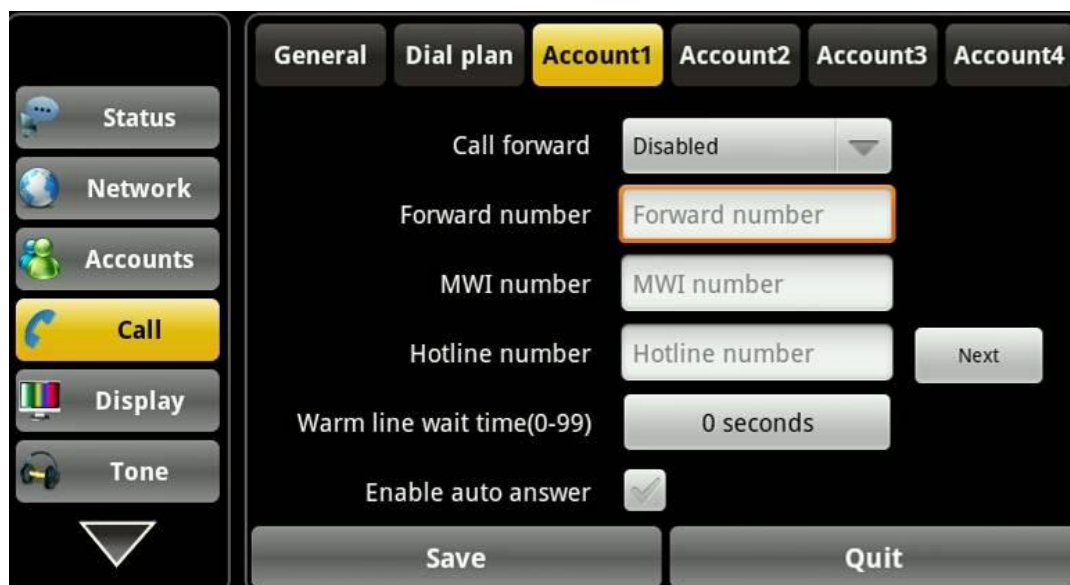 General Dial plan Account1 Account2 Account3 Account4
Status
Network
Accounts
Call
Display
Tone
Call forward Disabled
Forward number Forward number
MWI number MWI number
Hotline number Hotline number Next
Warm line wait time(0-99) 0 seconds
Enable auto answer
Save Quit